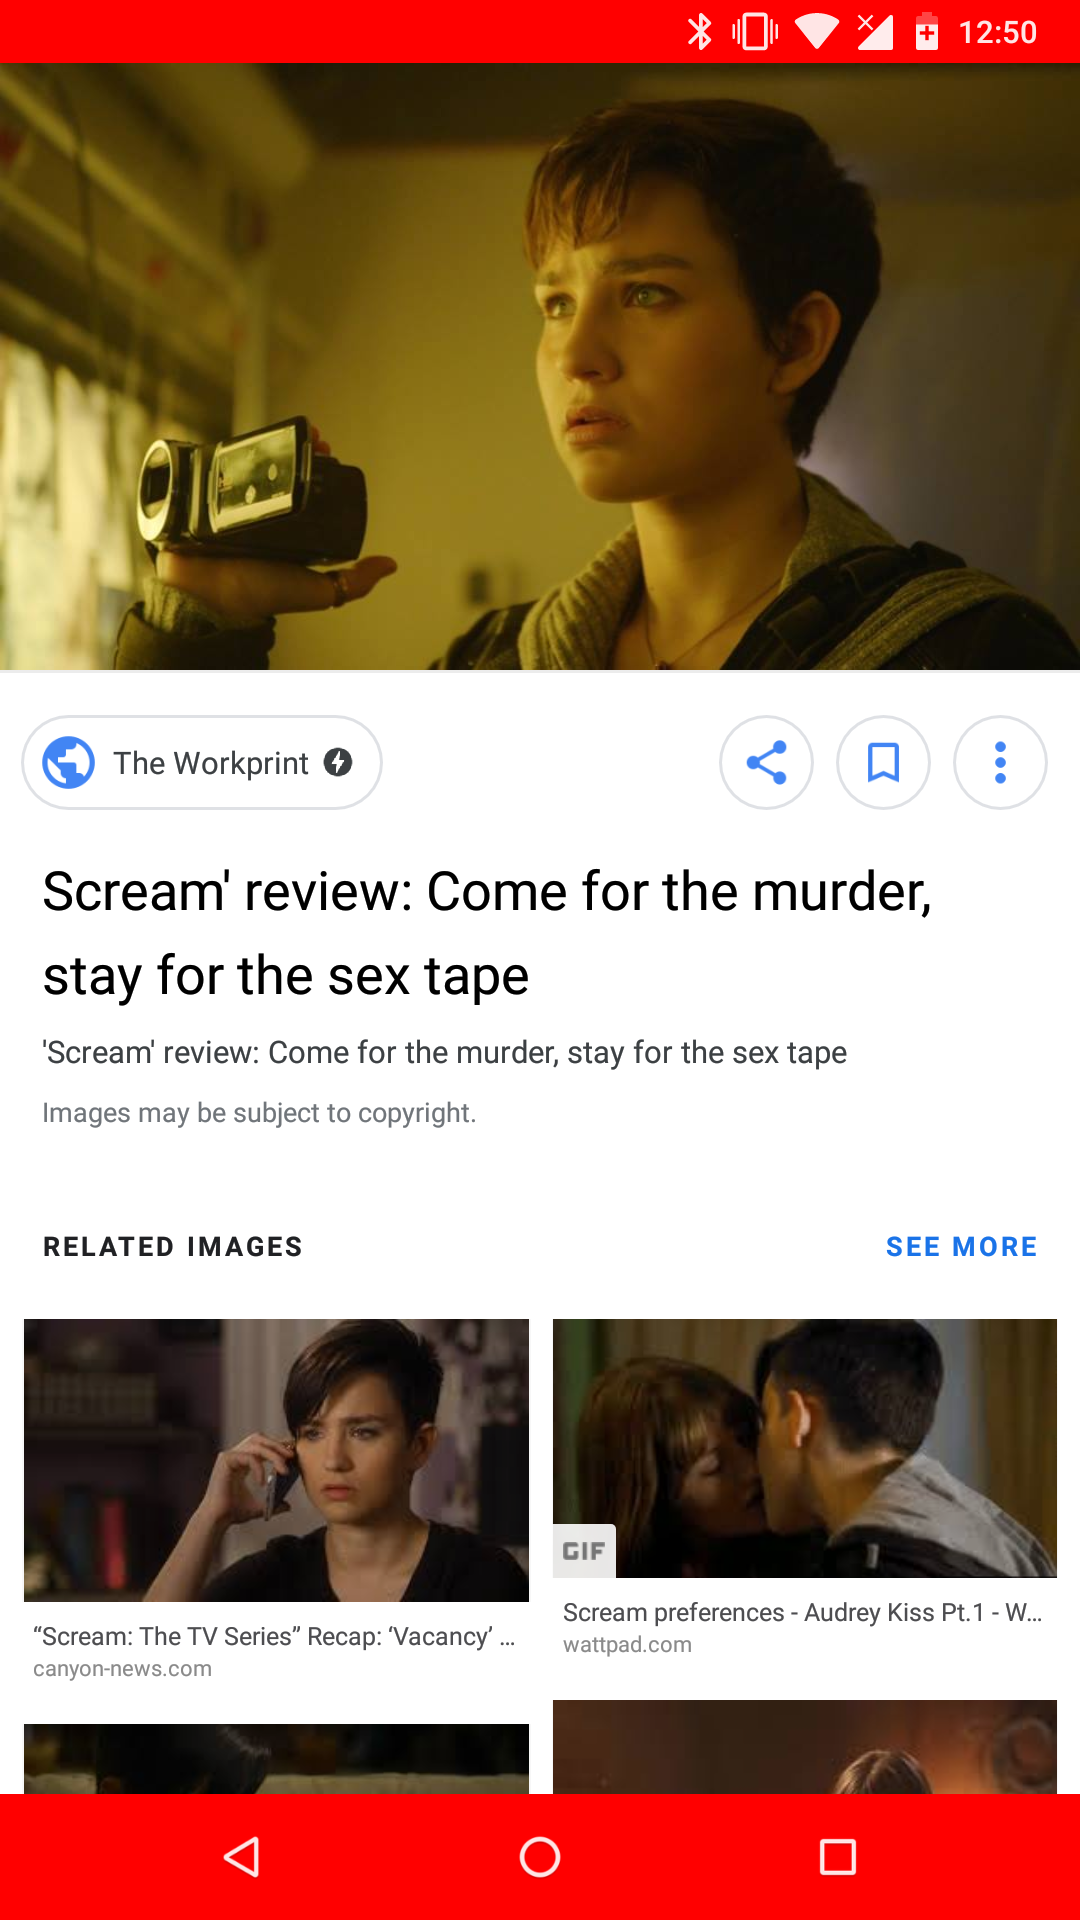 12:50
The Workprint
Scream' review: Come for the murder,
stay for the sex tape
'Scream' review: Come for the murder, stay for the sex tape
Images may be subject to copyright.
RELATED IMAGES
SEE MORE
GIF
“Scream: The TV Series” Recap: ‘Vacancy’ ...
canyon-news.com
Scream preferences - Audrey Kiss Pt.1 - W...
wattpad.com